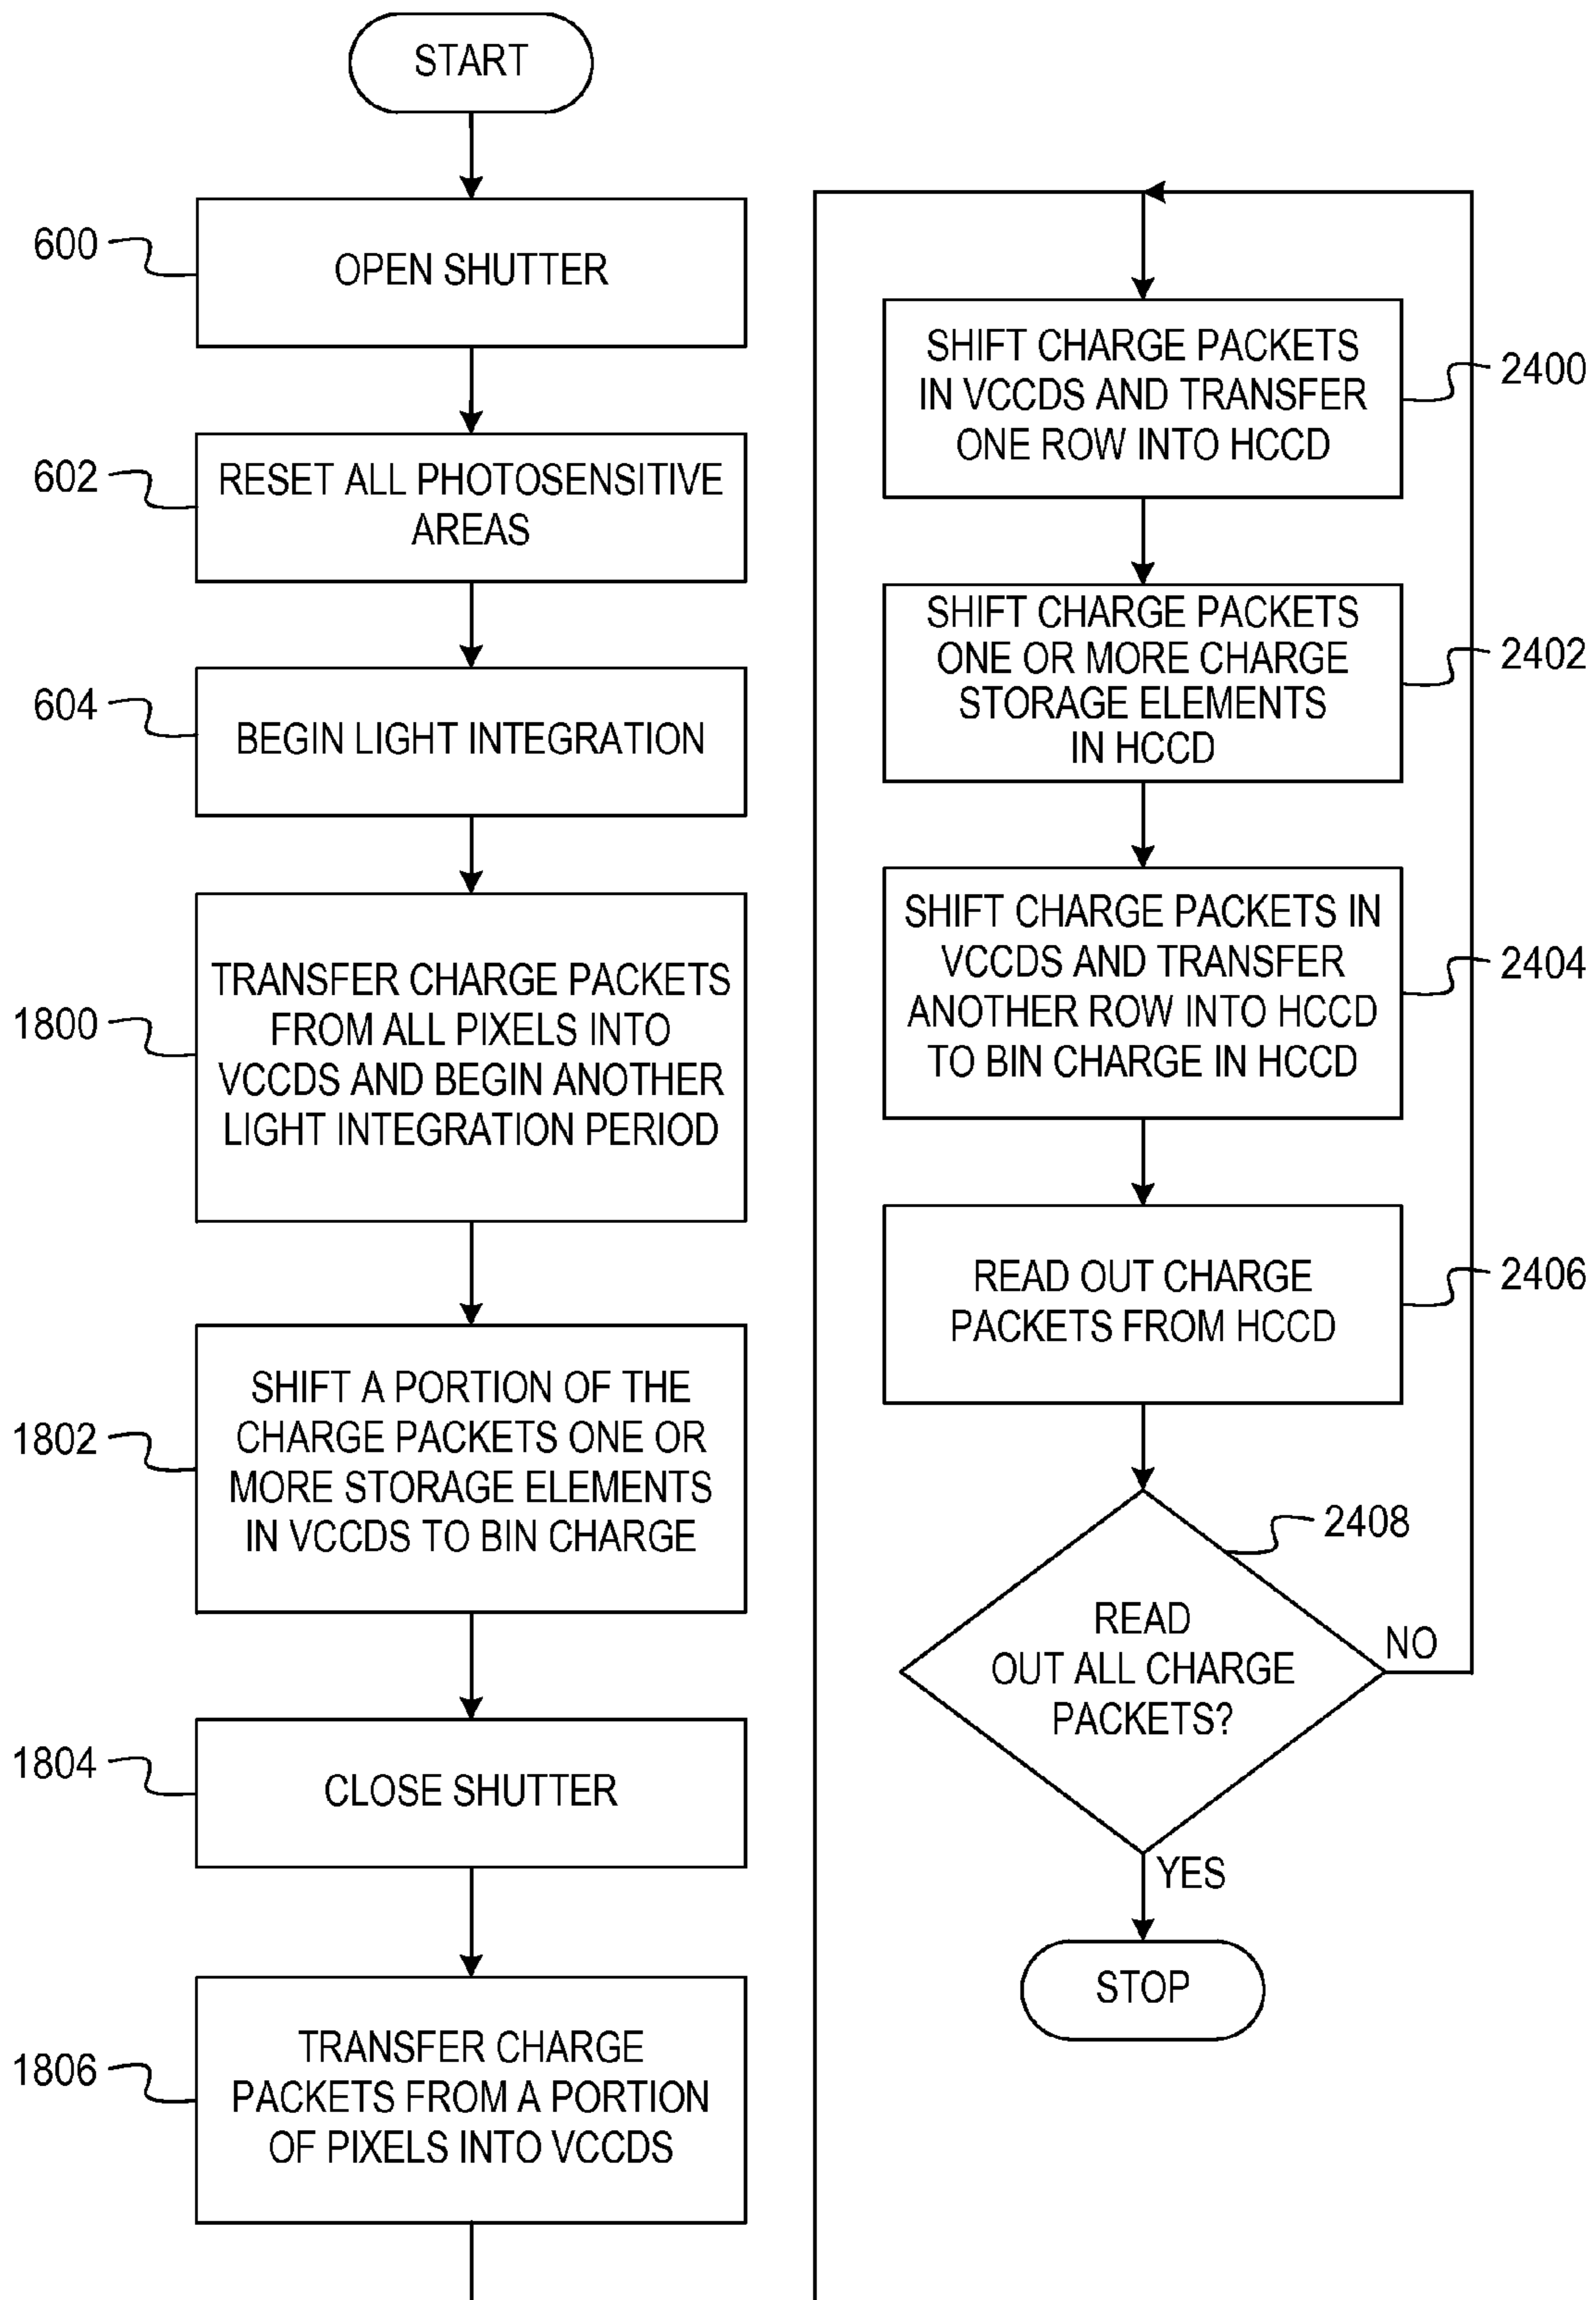 START
600
OPEN SHUTTER
602
RESET ALL PHOTOSENSITIVE
AREAS
604
BEGIN LIGHT INTEGRATION
1800
TRANSFER CHARGE PACKETS
FROM ALL PIXELS INTO
VCCDS AND BEGIN ANOTHER
LIGHT INTEGRATION PERIOD
1802
SHIFT A PORTION OF THE
CHARGE PACKETS ONE OR
MORE STORAGE ELEMENTS
IN VCCDS TO BIN CHARGE
1804
CLOSE SHUTTER
1806
TRANSFER CHARGE
PACKETS FROM A PORTION
OF PIXELS INTO VCCDS
SHIFT CHARGE PACKETS
IN VCCDS AND TRANSFER
ONE ROW INTO HCCD
2400
SHIFT CHARGE PACKETS
ONE OR MORE CHARGE
STORAGE ELEMENTS
IN HCCD
2402
SHIFT CHARGE PACKETS IN
VCCDS AND TRANSFER
ANOTHER ROW INTO HCCD
TO BIN CHARGE IN HCCD
2404
READ OUT CHARGE
PACKETS FROM HCCD
2406
2408
READ
OUT ALL CHARGE
PACKETS?
NO
YES
STOP